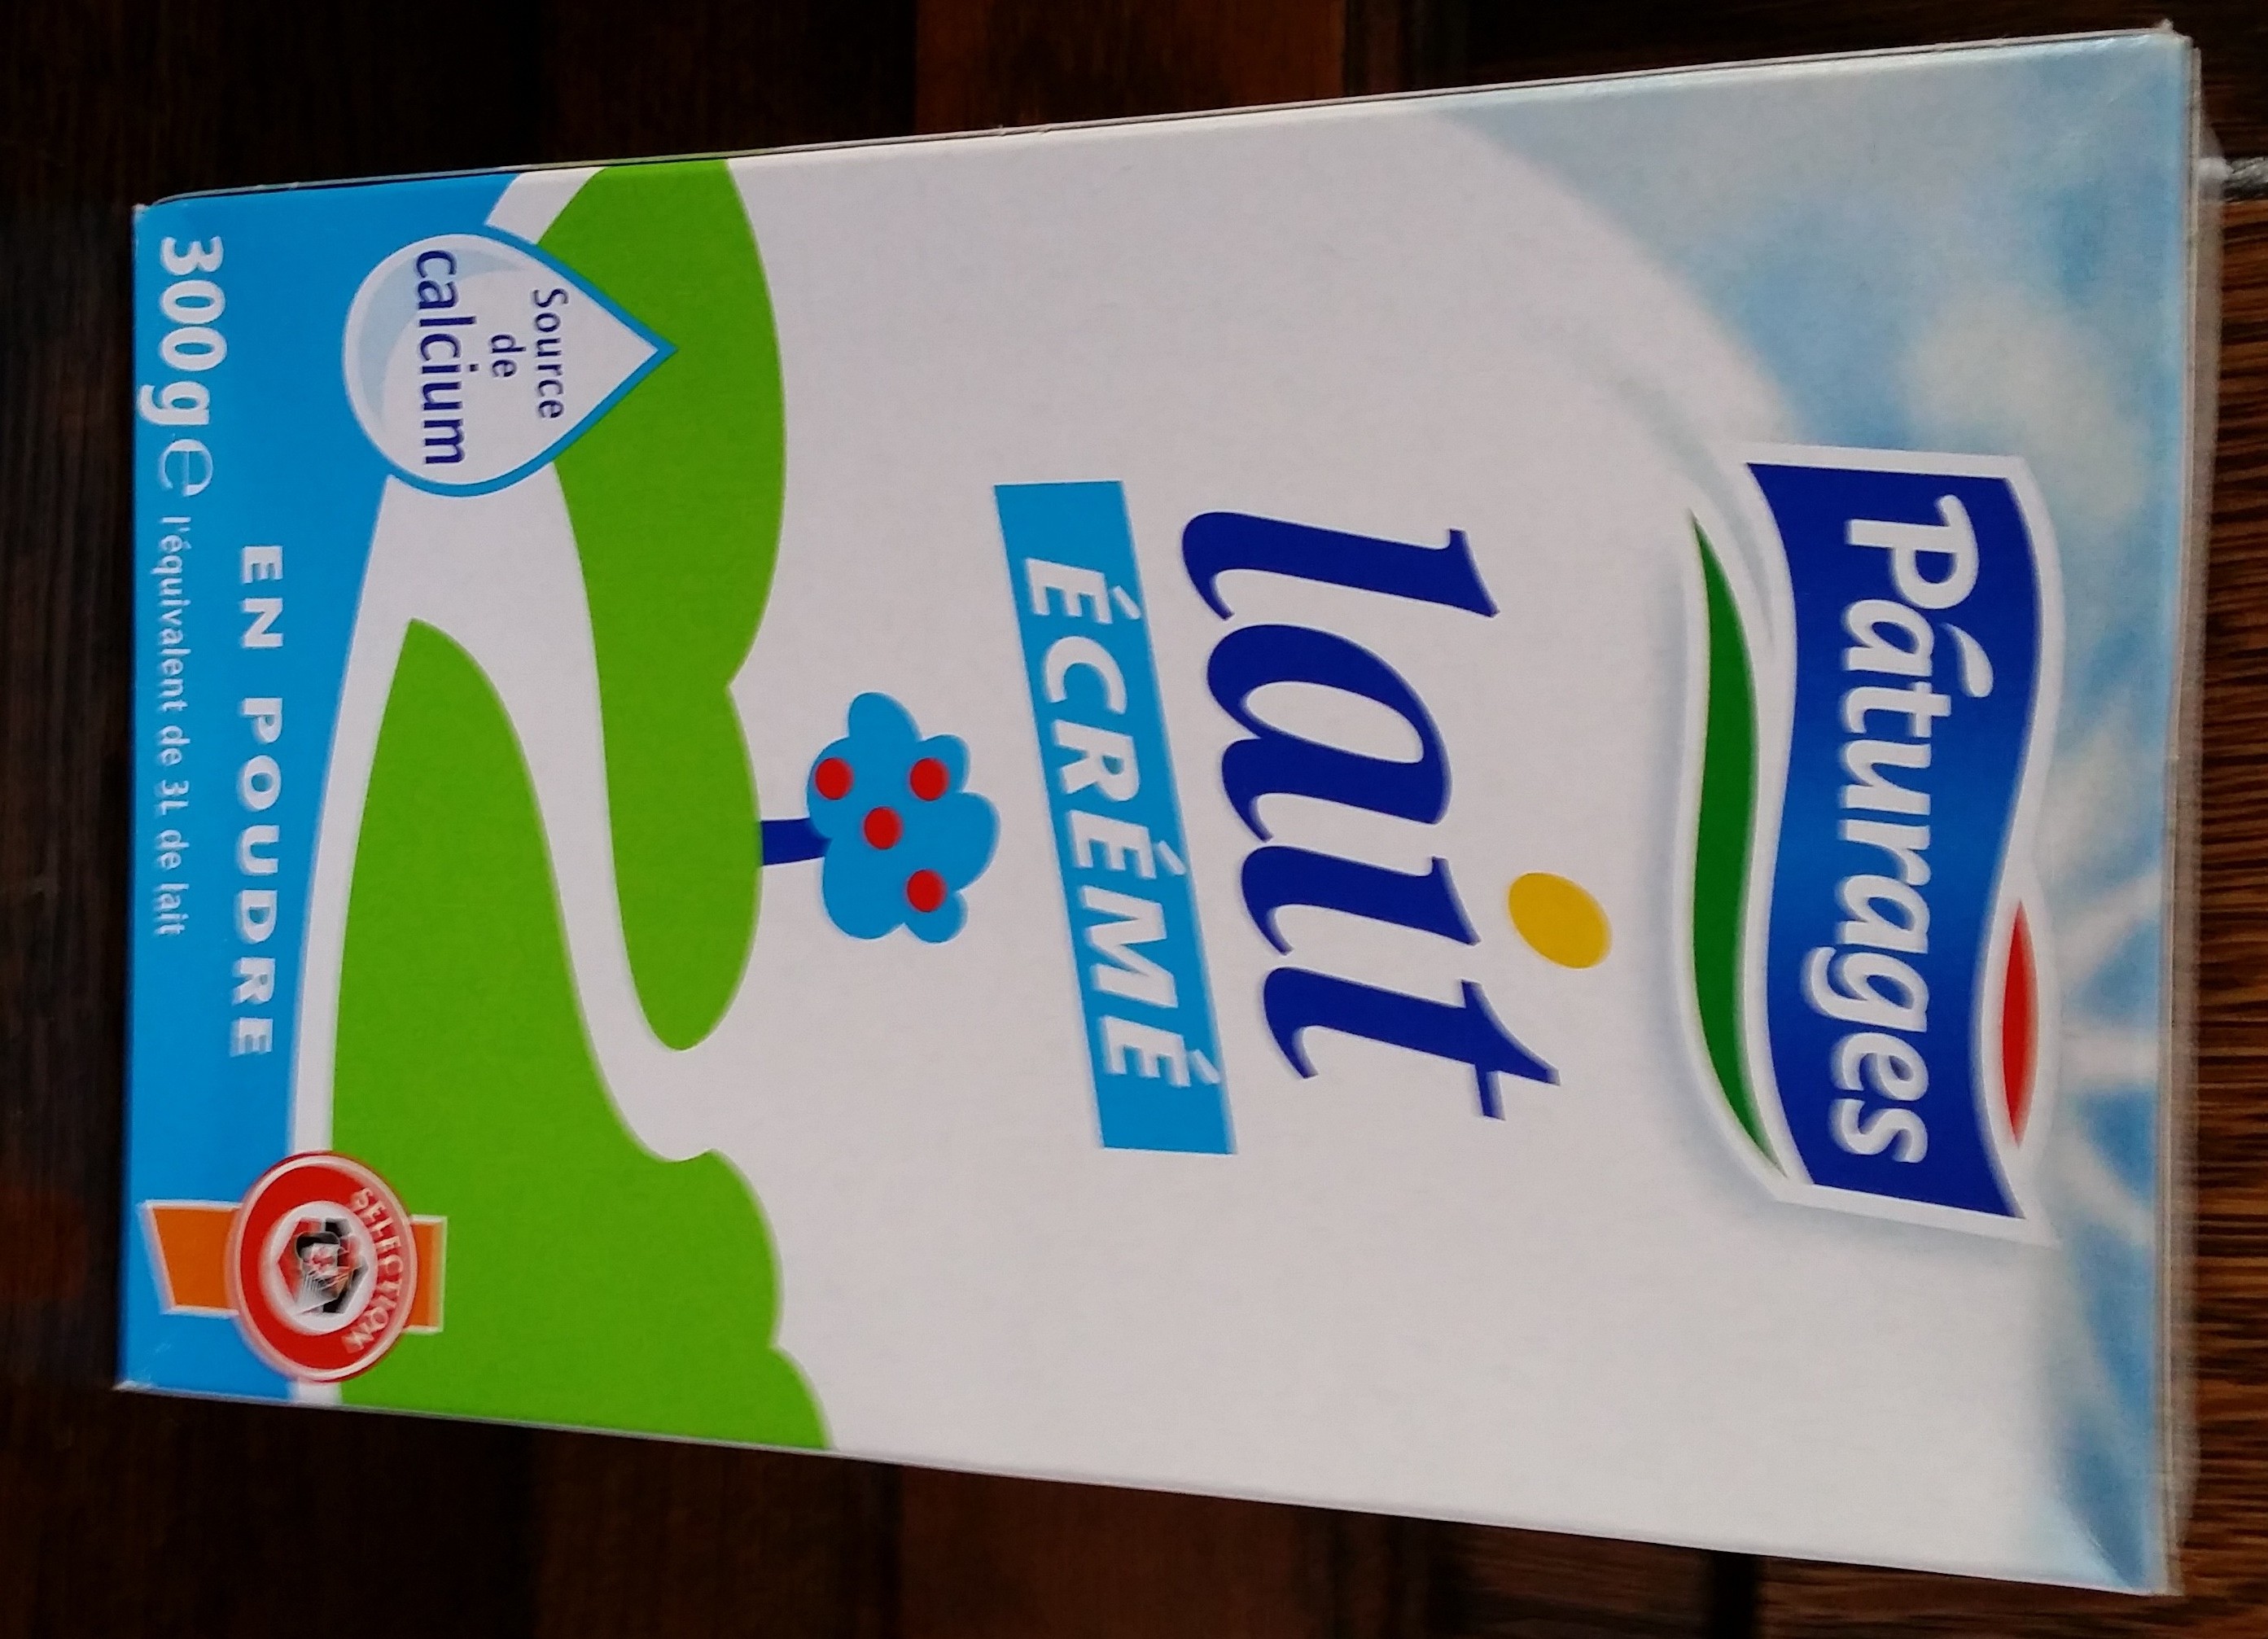 Pâturages
lait
ÉCRÉMÉ
Source
de
calcium
EN POUDRE
300g℮ l'équivalent de 3L de lait
SELECTION